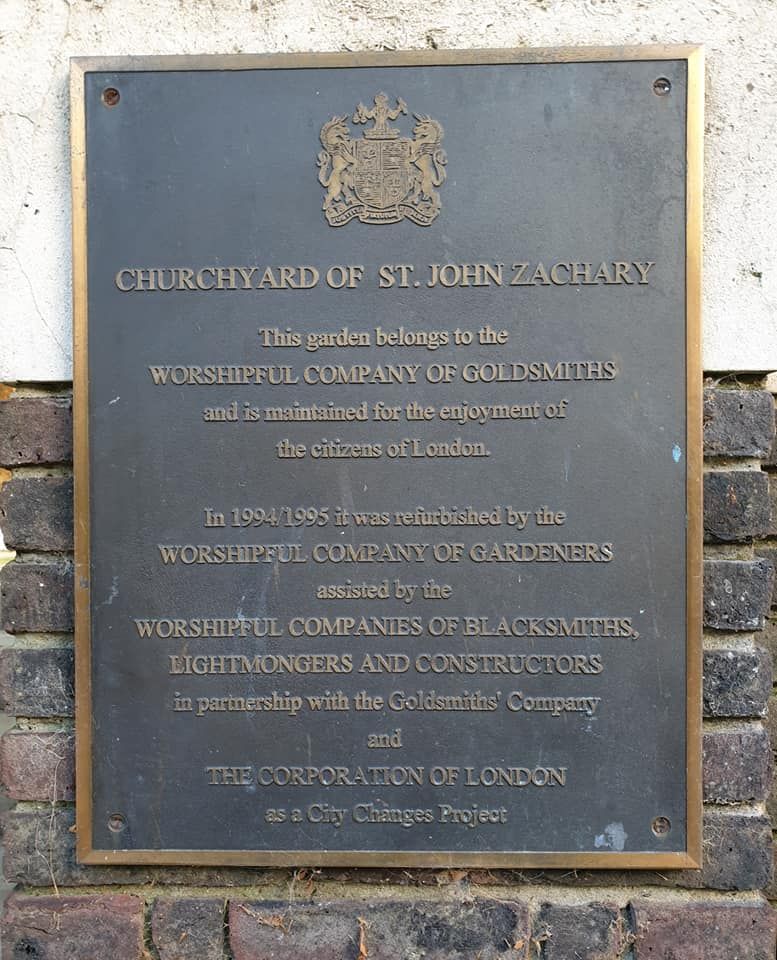 CHURCHYARD OF ST. JOHN ZACHARY
This garden belongs to the
WORSHIPFUL COMPANY OF GOLDSMITHS
and is maintained for the enjoyment of
the citizens of London.
In 1994/1995 it was refurbished by the
WORSHIPFUL COMPANY OF GARDENERS
assisted by the
WORSHIPFUL COMPANIES OF BLACKSMITHS,
LIGHTMONGERS AND CONSTRUCTORS
in partnership with the Goldsmiths' Company
and
THE CORPORATION OF LONDON
as a City Changes Project